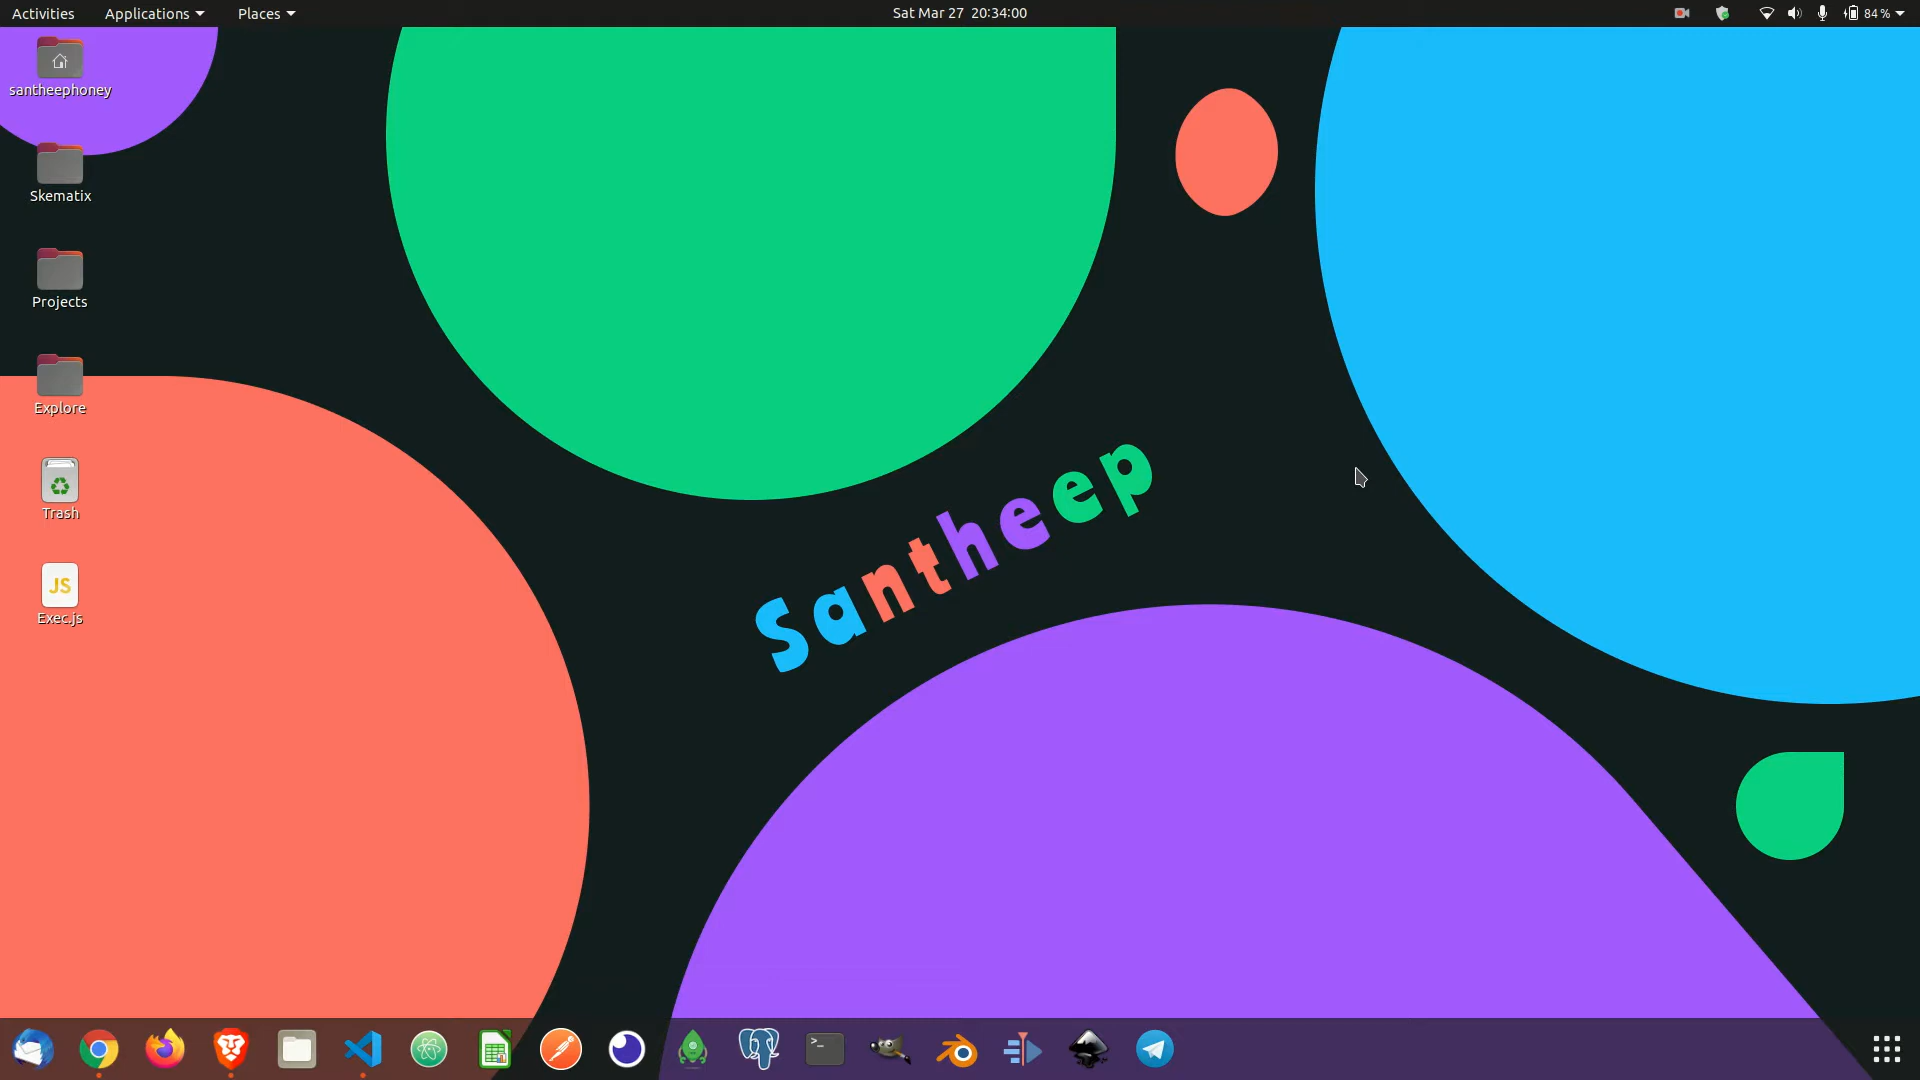 Activities Applications Places Sat Mar 27 20:34:00 84 %
santheephoney
Skematix
Projects
Explore
Trash
JS
Exec.js
Santheep
>_